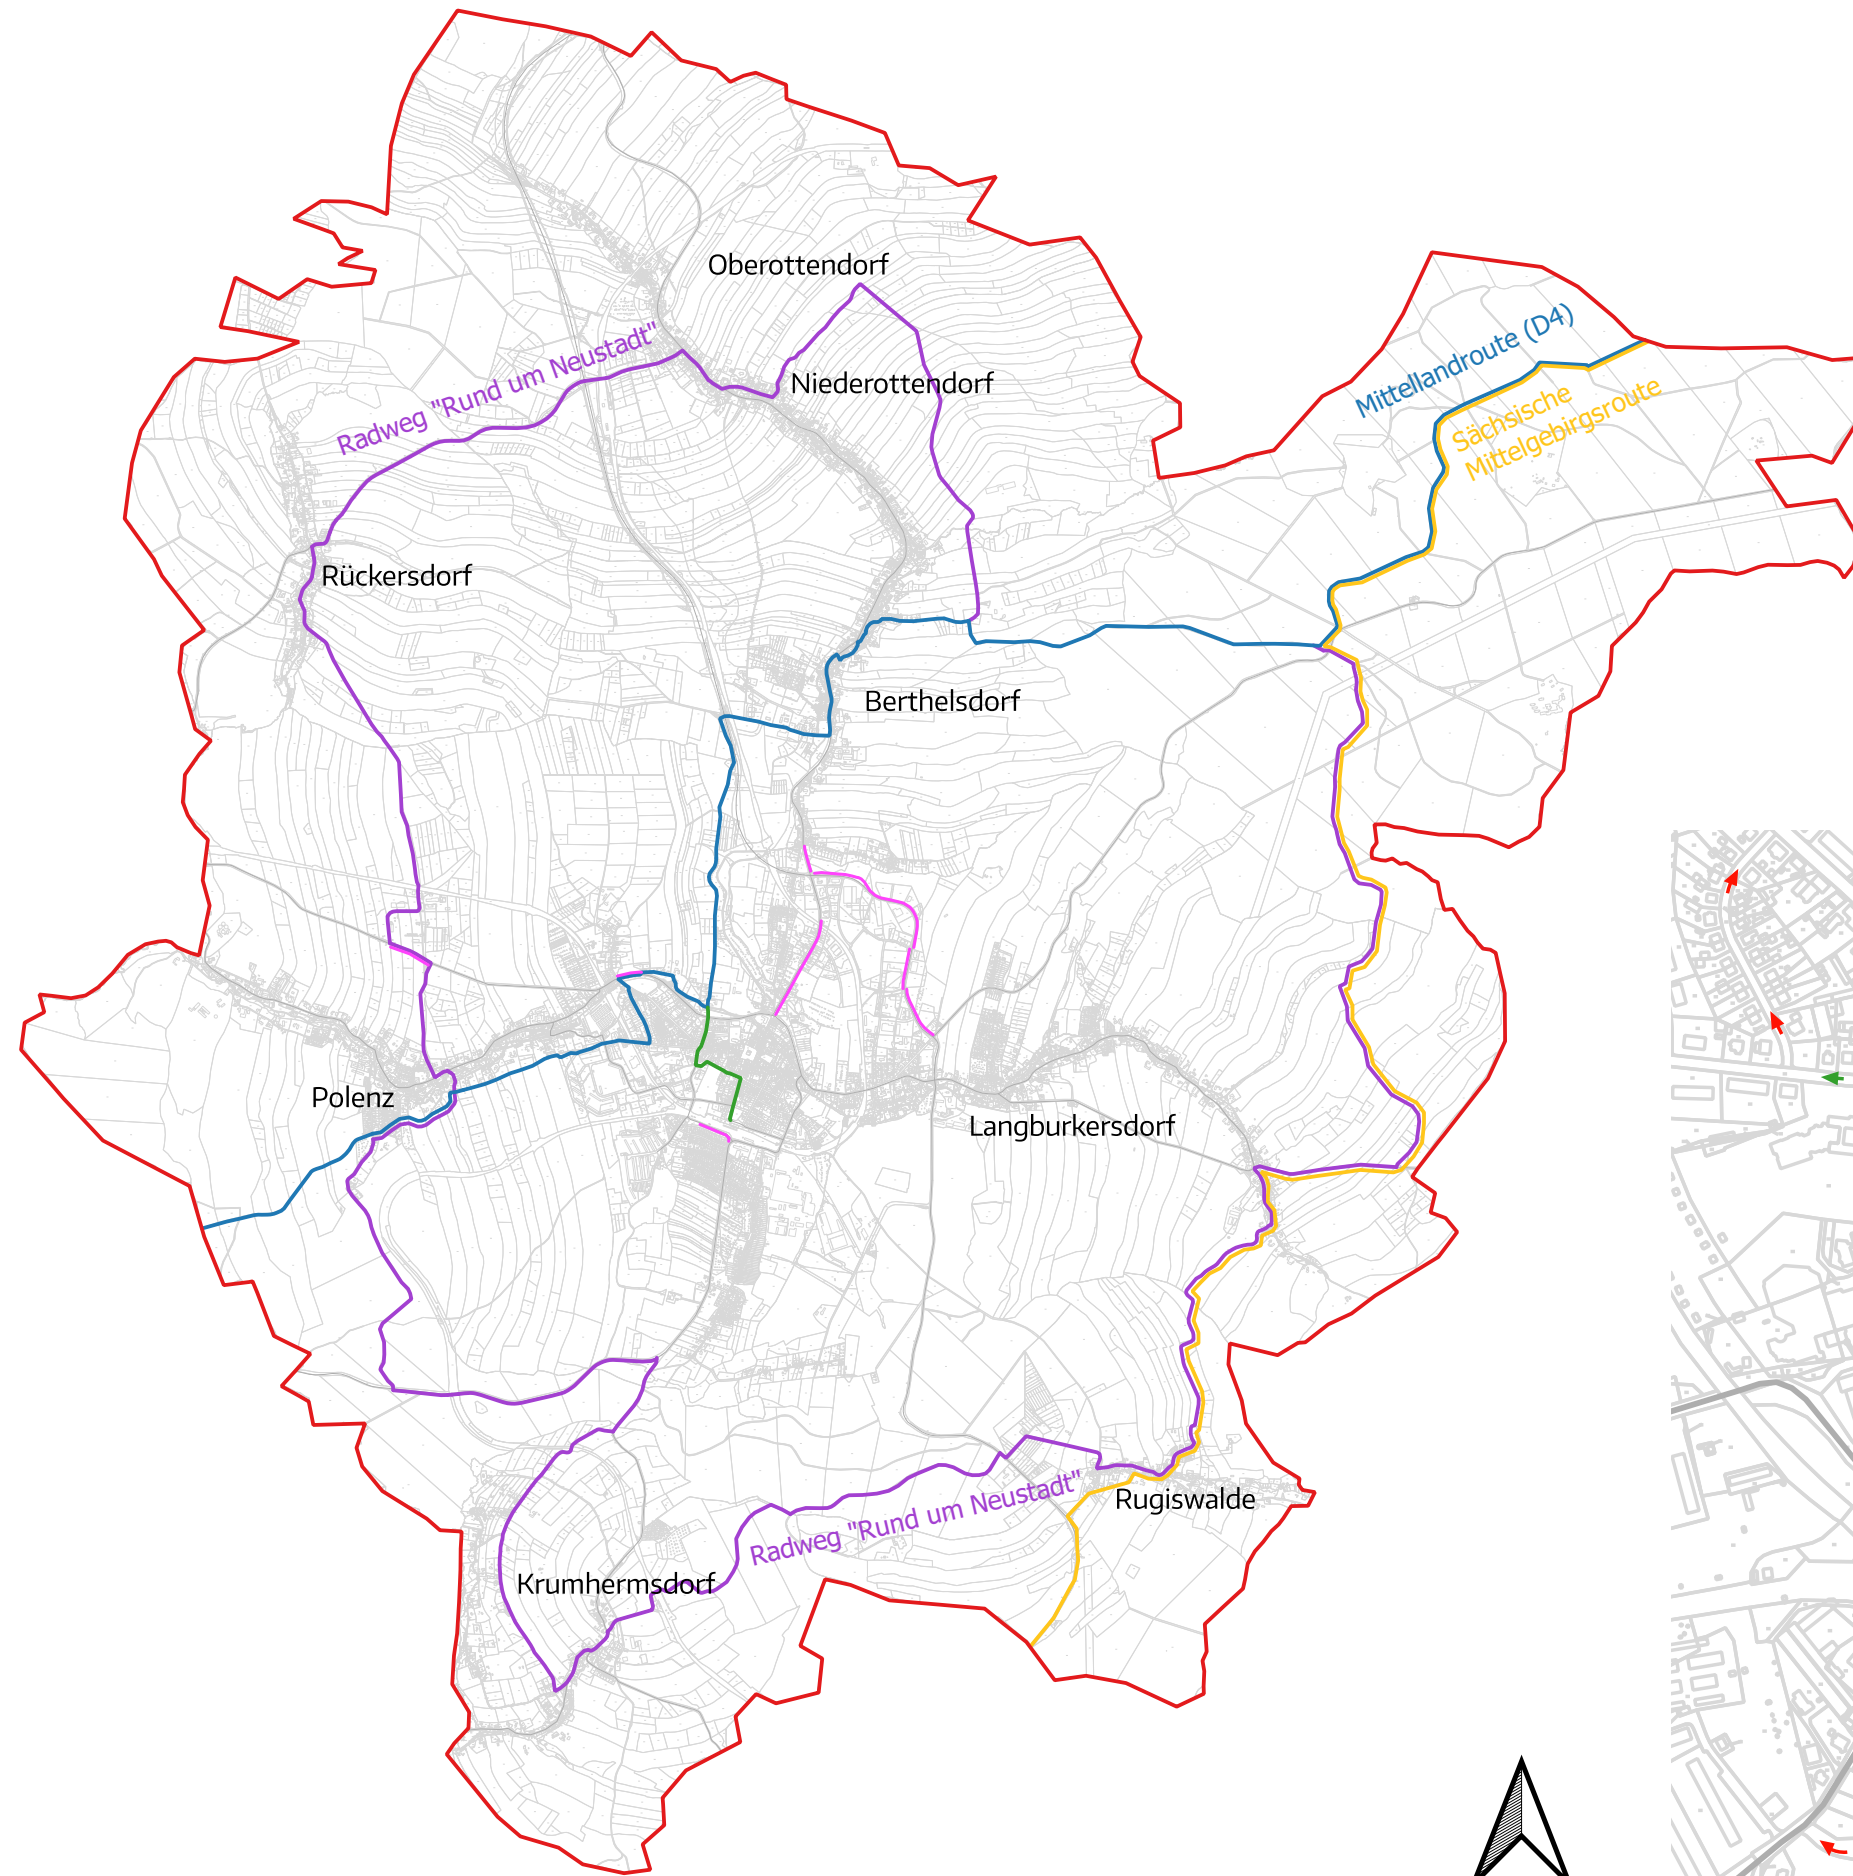 Oberottendorf
Mittellandroute (D4)
Radweg "Rund um Neustadt"
Niederottendorf
Sächsische
Mittelgebirgsroute
Rückersdorf
Berthelsdorf
Polenz
Langburkersdorf
Radweg "Rund um Neustadt"
Rugiswalde
Krumhermsdorf